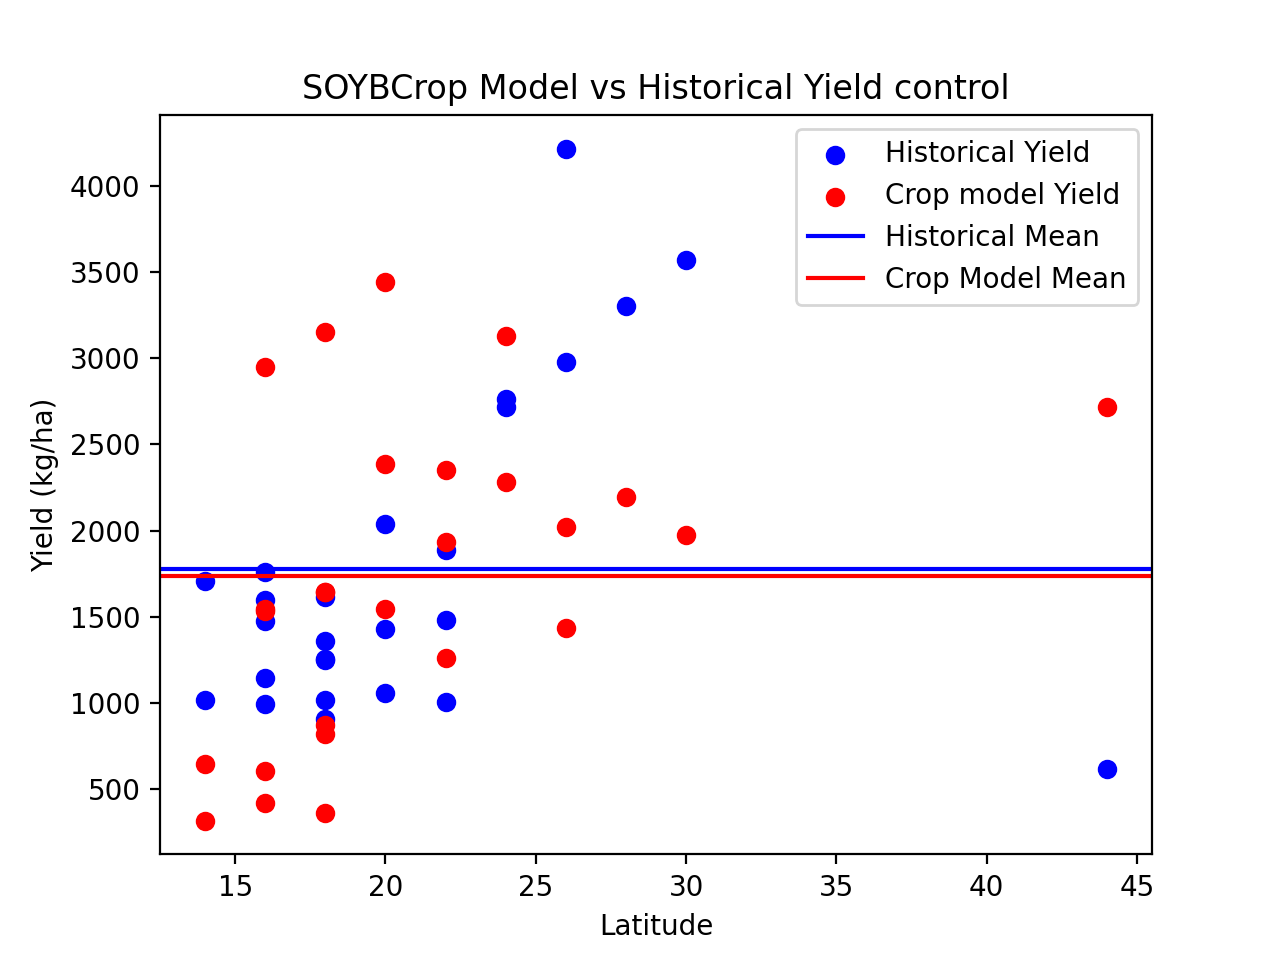 SOYBCrop Model vs Historical Yield control
Historical Yield
Crop model Yield
Historical Mean
Crop Model Mean
Yield (kg/ha)
4000
3500
3000
2500
2000
1500
1000
500
15 20 25 30 35 40 45
Latitude